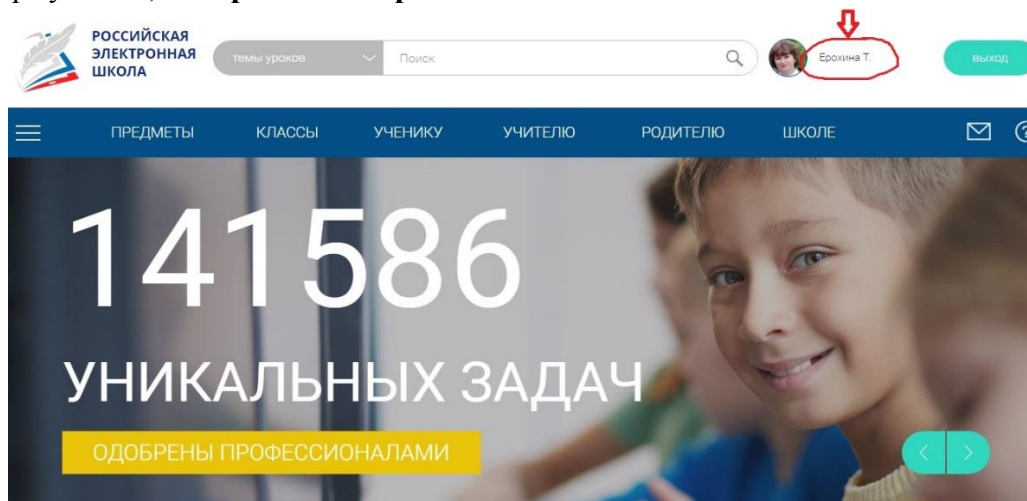 РОССИЙСКАЯ
ЭЛЕКТРОННАЯ
ШКОЛА
темы уроков
Поиск
Ерохина Т.
выход
ПРЕДМЕТЫ КЛАССЫ УЧЕНИКУ УЧИТЕЛЮ РОДИТЕЛЮ ШКОЛЕ
141586
УНИКАЛЬНЫХ ЗАДАЧ
ОДОБРЕНЫ ПРОФЕССИОНАЛАМИ